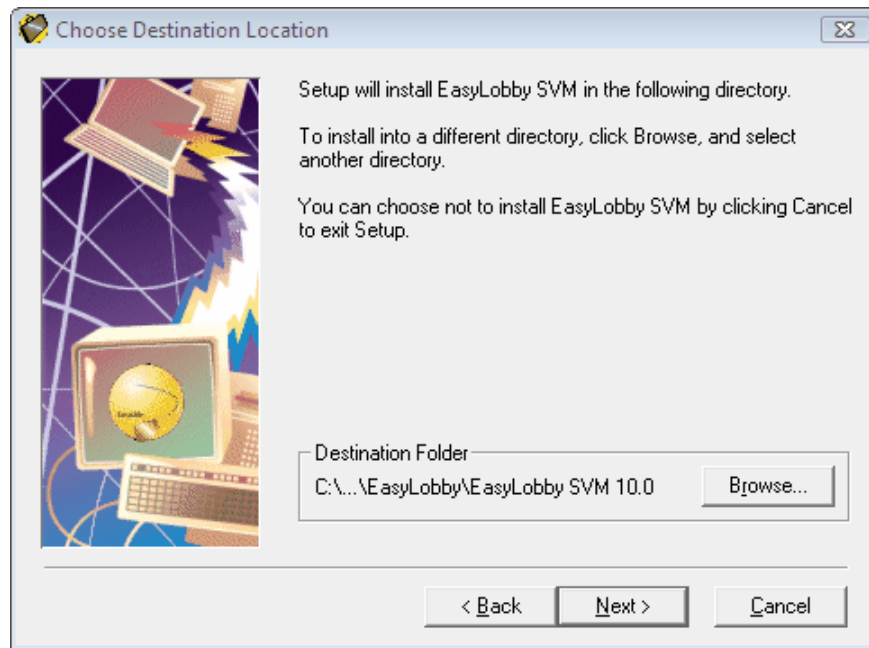 Choose Destination Location
Setup will install EasyLobby SVM in the following directory.
To install into a different directory, click Browse, and select
another directory.
You can choose not to install EasyLobby SVM by clicking Cancel
to exit Setup.
Destination Folder
C:\...\EasyLobby\EasyLobby SVM 10.0
Browse...
< Back
Next >
Cancel